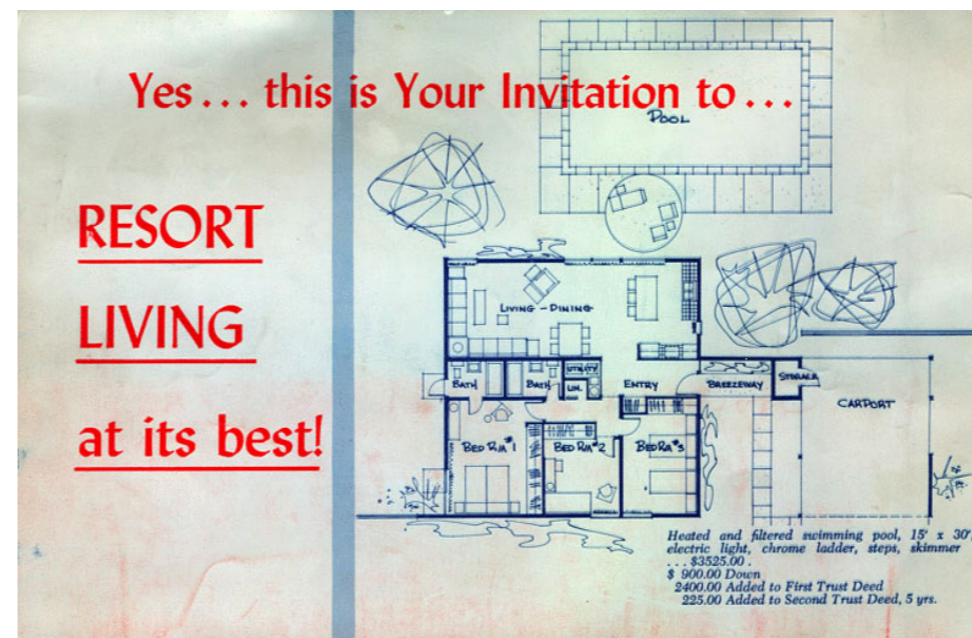 Yes... this is Your Invitation to...
POOL
RESORT
LIVING
at its best!
LIVING - DINING
BATH
BATH
UTILITY
LIN.
ENTRY
BREEZEWAY
STORAGE
CARPORT
BED RM #1
BED RM #2
BED RM #3
Heated and filtered swimming pool, 15' x 30',
electric light, chrome ladder, steps, skimmer
... $3525.00 .
$ 900.00 Down
2400.00 Added to First Trust Deed
225.00 Added to Second Trust Deed, 5 yrs.